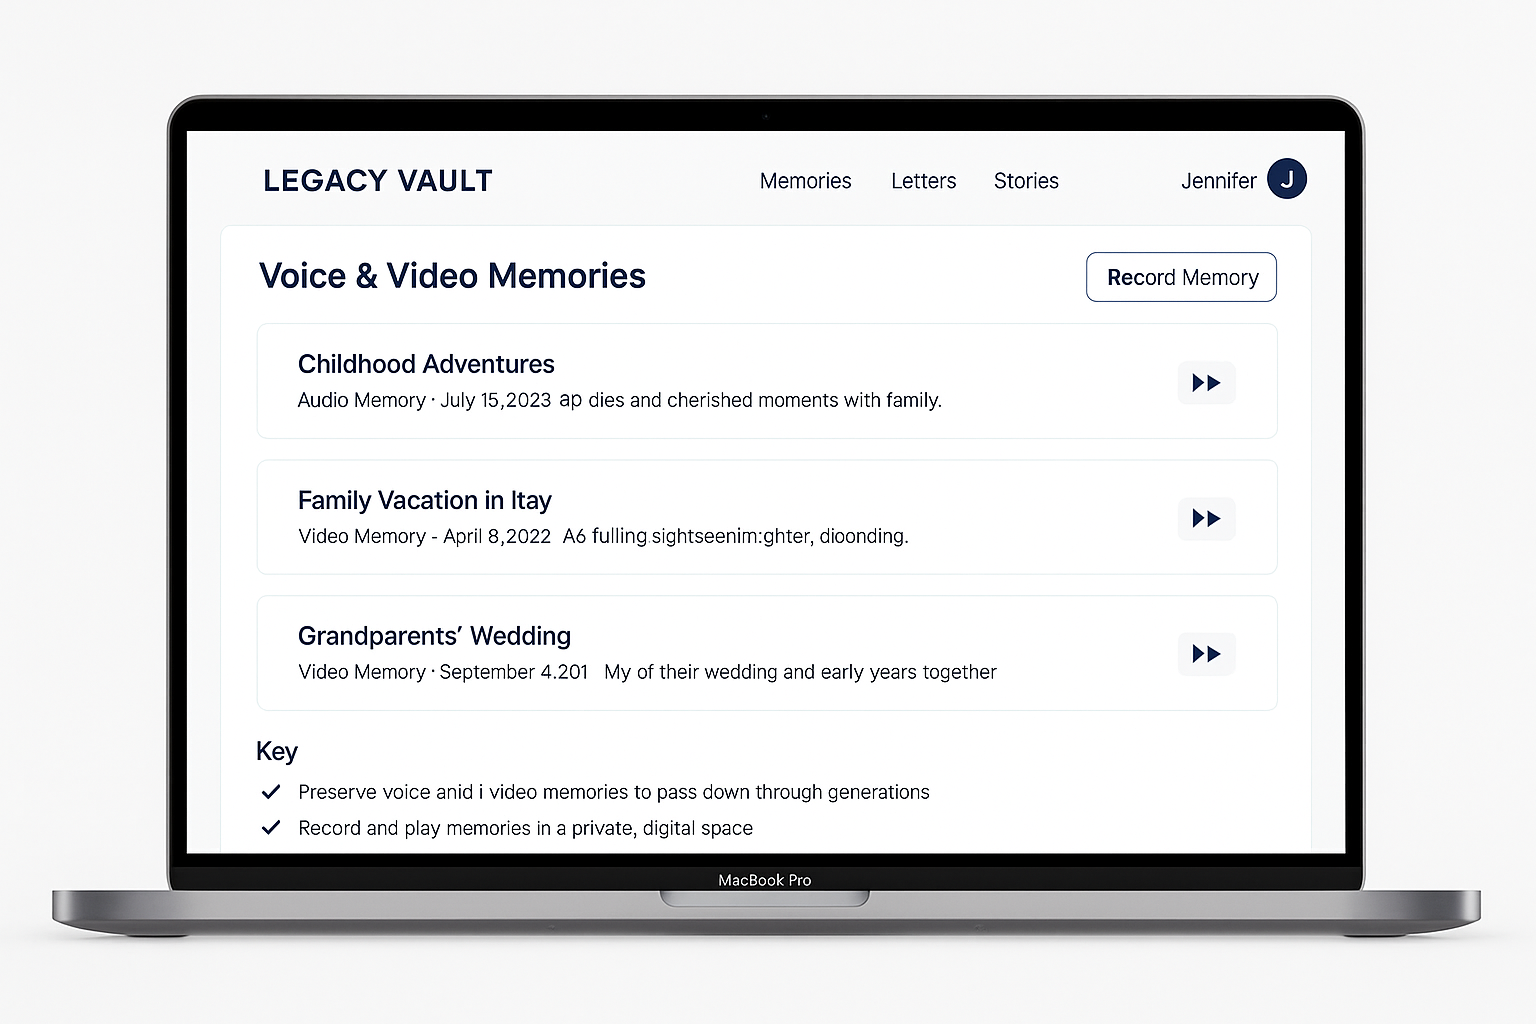 LEGACY VAULT
Memories
Letters
Stories
Jennifer
J
Voice & Video Memories
Record Memory
Childhood Adventures
Audio Memory · July 15,2023 ap dies and cherished moments with family.
Family Vacation in Itay
Video Memory - April 8,2022 A6 fulling sightseenim:ghter, dioonding.
Grandparents’ Wedding
Video Memory · September 4.201 My of their wedding and early years together
Key
Preserve voice anid i video memories to pass down through generations
Record and play memories in a private, digital space
MacBook Pro